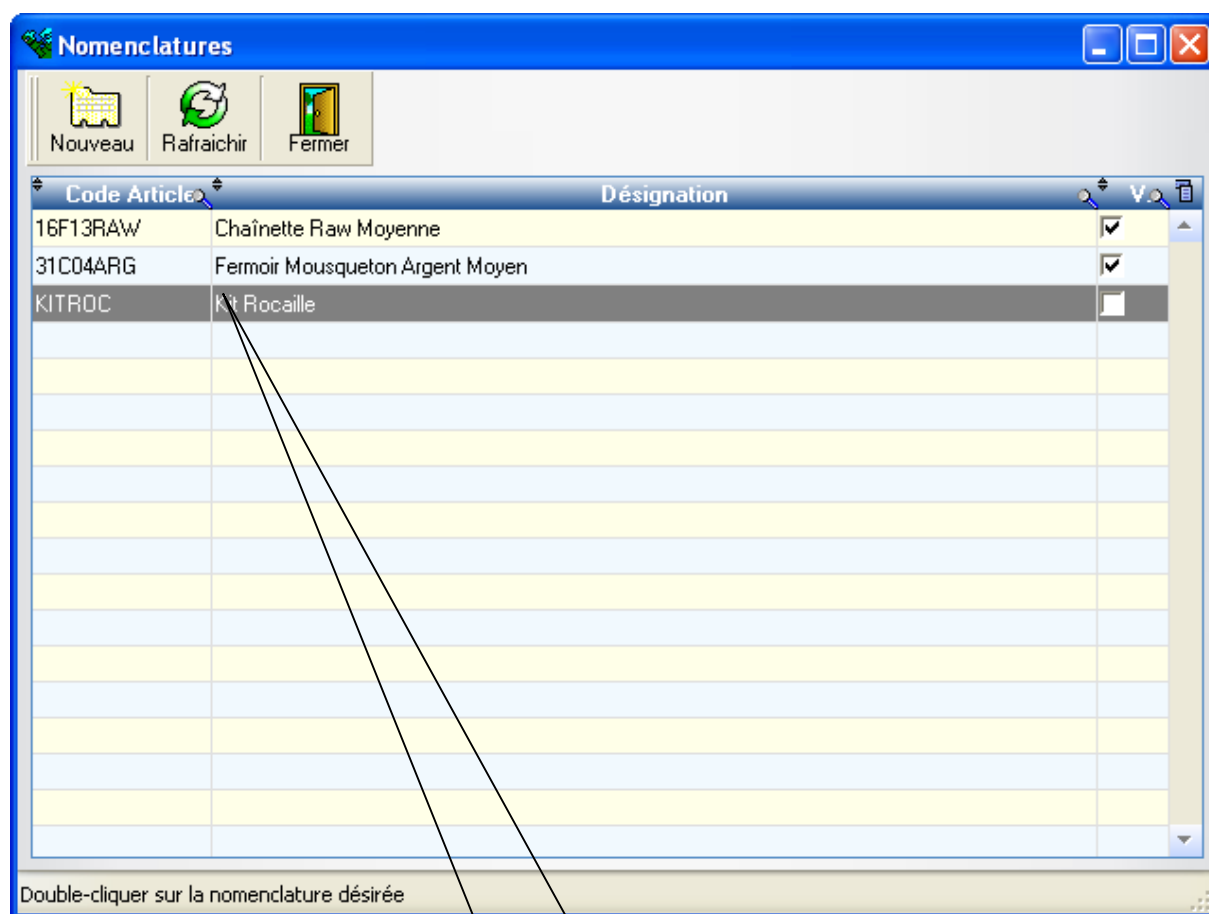 Nomenclatures
Nouveau Rafraichir Fermer
Code Article Désignation V.
16F13RAW Chaînette Raw Moyenne
31C04ARG Fermoir Mousqueton Argent Moyen
KITROC Kit Rocaille
Double-cliquer sur la nomenclature désirée